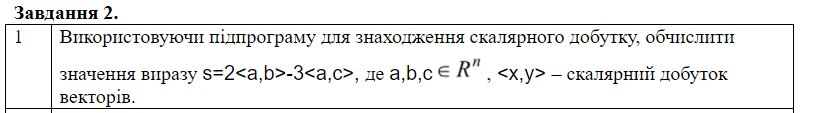 Завдання 2.
1 Використовуючи підпрограму для знаходження скалярного добутку, обчислити
значення виразу s=2<a,b>-3<a,c>, де a,b,c ∈ Rⁿ , <x,y> – скалярний добуток
векторів.